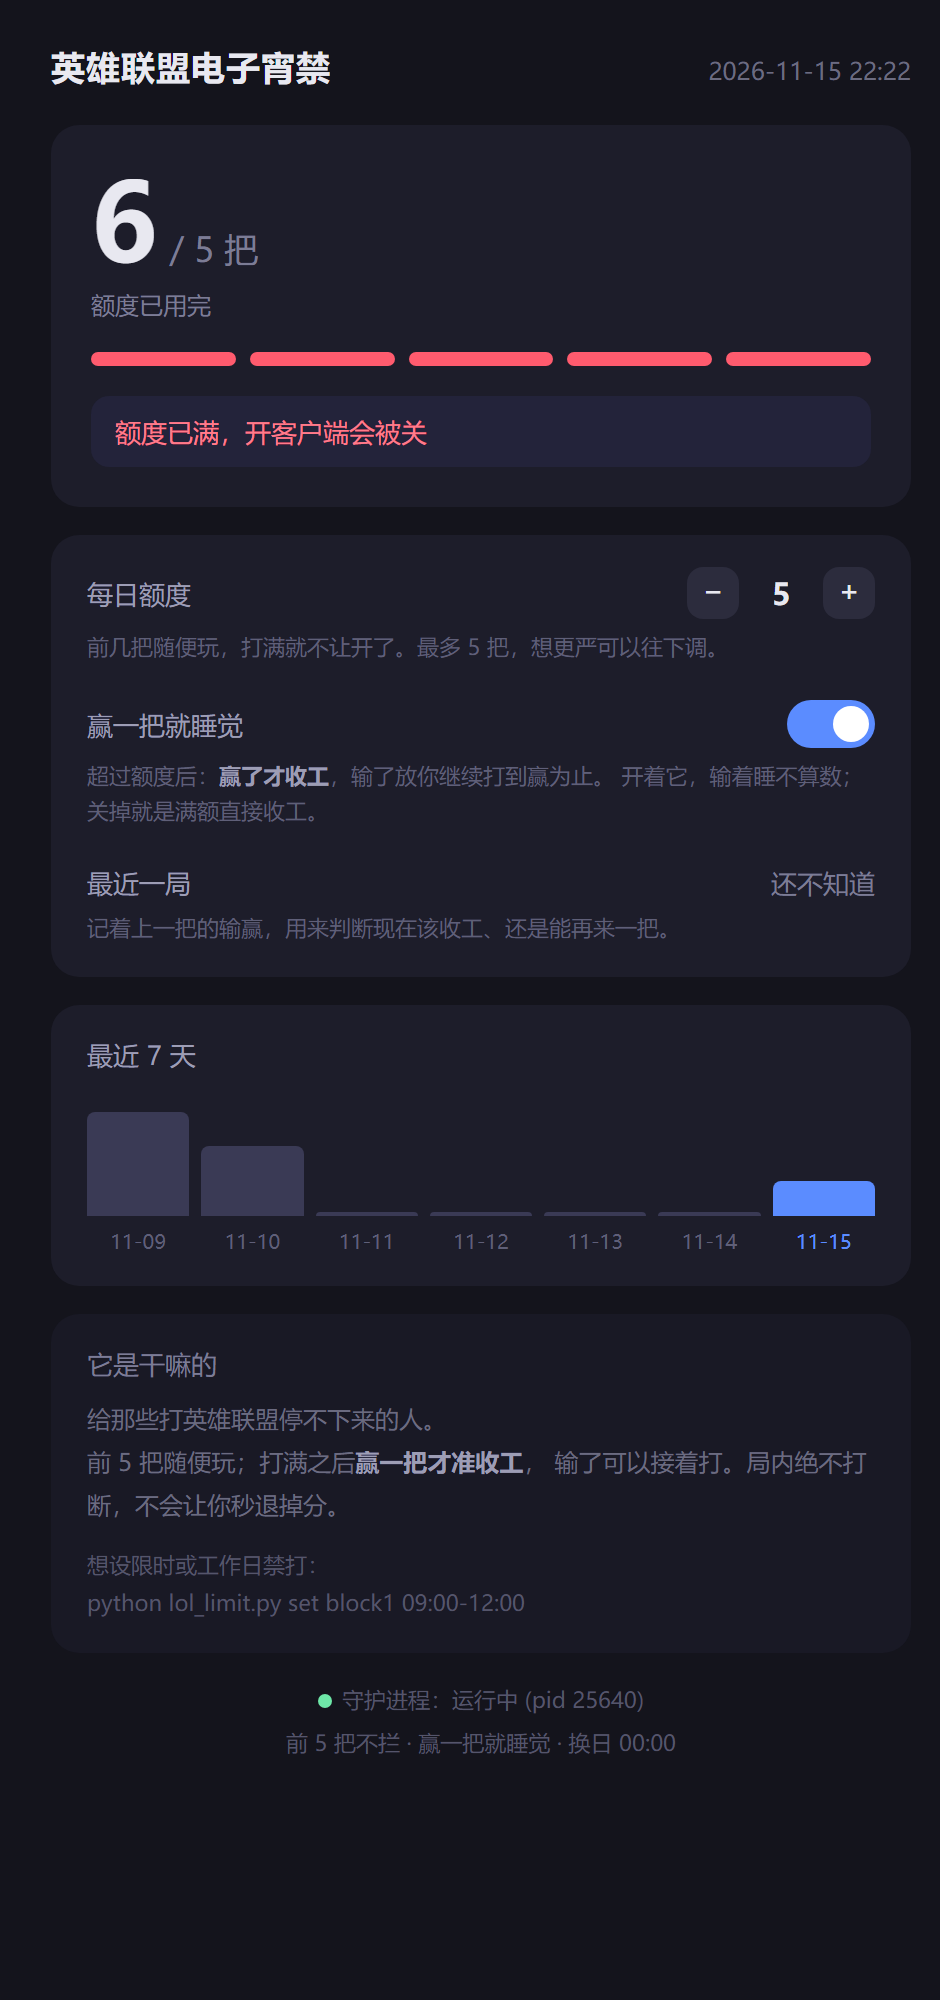 英雄联盟电子宵禁
2026-11-15 22:22
6 / 5 把
额度已用完
额度已满，开客户端会被关
每日额度
− 5 +
前几把随便玩，打满就不让开了。最多 5 把，想更严可以往下调。
赢一把就睡觉
超过额度后：赢了才收工，输了放你继续打到赢为止。 开着它，输着睡不算数；
关掉就是满额直接收工。
最近一局
还不知道
记着上一把的输赢，用来判断现在该收工、还是能再来一把。
最近 7 天
11-09 11-10 11-11 11-12 11-13 11-14 11-15
它是干嘛的
给那些打英雄联盟停不下来的人。
前 5 把随便玩；打满之后赢一把才准收工， 输了可以接着打。局内绝不打
断，不会让你秒退掉分。
想设限时或工作日禁打：
python lol_limit.py set block1 09:00-12:00
守护进程：运行中 (pid 25640)
前 5 把不拦 · 赢一把就睡觉 · 换日 00:00